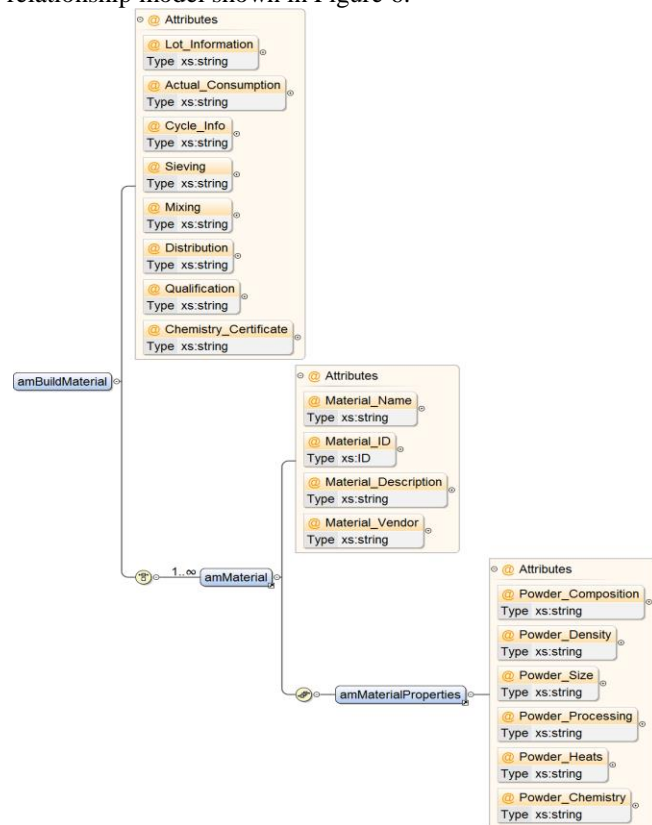 relationship model shown in Figure 6.
Attributes
@ Lot_Information
Type xs:string
@ Actual_Consumption
Type xs:string
@ Cycle_Info
Type xs:string
@ Sieving
Type xs:string
@ Mixing
Type xs:string
@ Distribution
Type xs:string
@ Qualification
Type xs:string
@ Chemistry_Certificate
Type xs:string
amBuildMaterial
@ Attributes
@ Material_Name
Type xs:string
@ Material_ID
Type xs:ID
@ Material_Description
Type xs:string
@ Material_Vendor
Type xs:string
1..∞
amMaterial
@ Attributes
@ Powder_Composition
Type xs:string
@ Powder_Density
Type xs:string
@ Powder_Size
Type xs:string
amMaterialProperties
@ Powder_Processing
Type xs:string
@ Powder_Heats
Type xs:string
@ Powder_Chemistry
Type xs:string